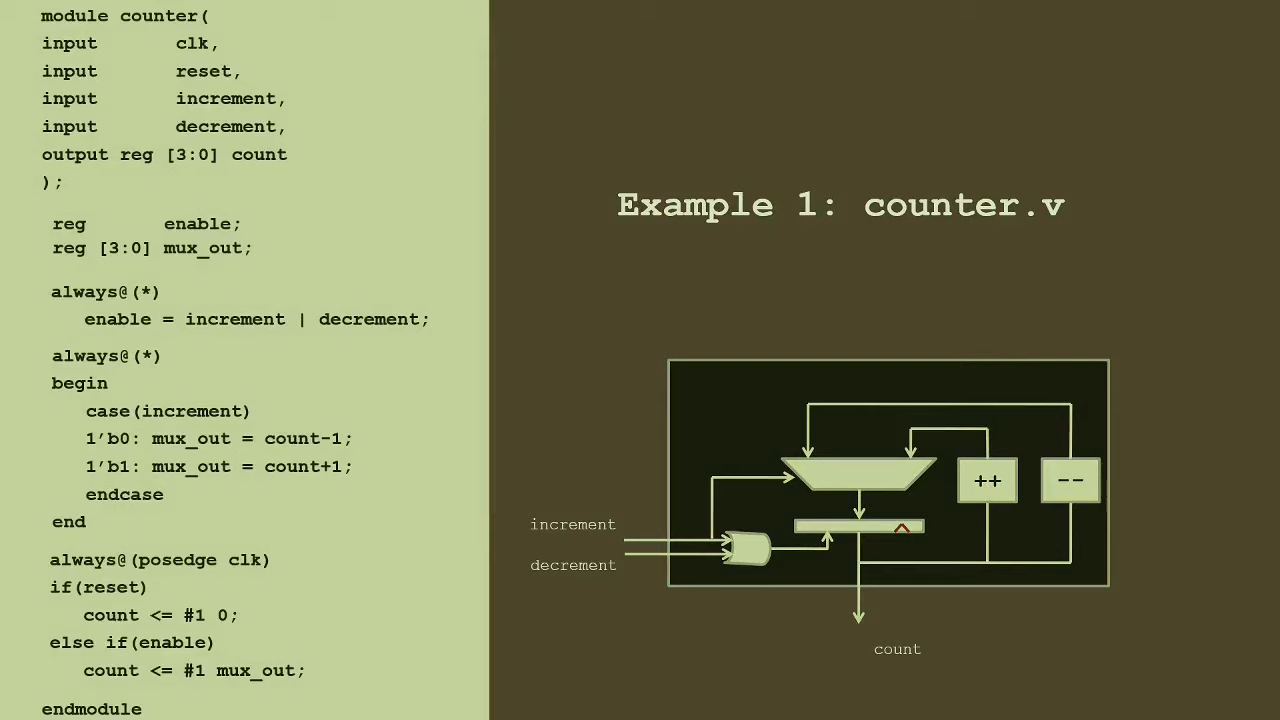 module counter(
input clk,
input reset,
input increment,
input decrement,
output reg [3:0] count
);
reg enable;
reg [3:0] mux_out;
always@(*)
enable = increment | decrement;
always@(*)
begin
case(increment)
1’b0: mux_out = count-1;
1’b1: mux_out = count+1;
endcase
end
always@(posedge clk)
if(reset)
count <= #1 0;
else if(enable)
count <= #1 mux_out;
endmodule
Example 1: counter.v
++ --
increment
decrement
count